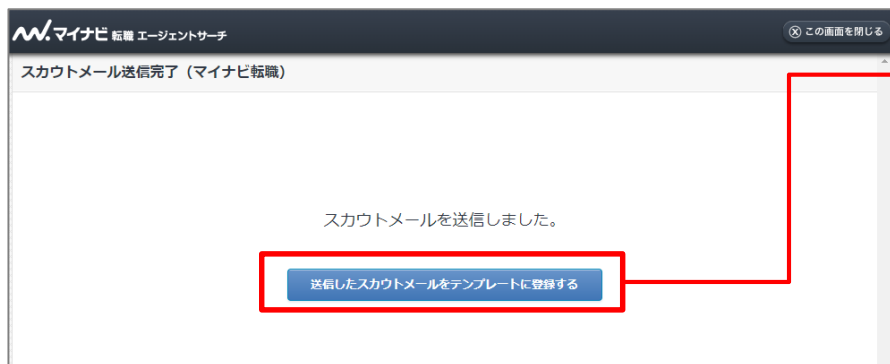 マイナビ 転職 エージェントサーチ
この画面を閉じる
スカウトメール送信完了（マイナビ転職）
スカウトメールを送信しました。
送信したスカウトメールをテンプレートに登録する